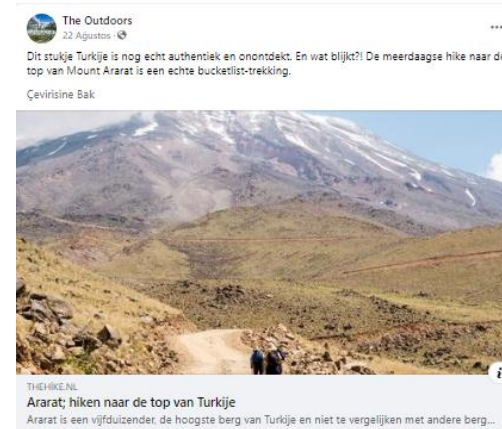 The Outdoors
22 Ağustos ·
Dit stukje Turkije is nog echt authentiek en onontdekt. En wat blijkt?! De meerdaagse hike naar de
top van Mount Ararat is een echte bucketlist-trekking.
Çevirisine Bak
THEHIKE.NL
Ararat; hiken naar de top van Turkije
Ararat is een vijfduizender, de hoogste berg van Turkije en niet te vergelijken met andere berg...